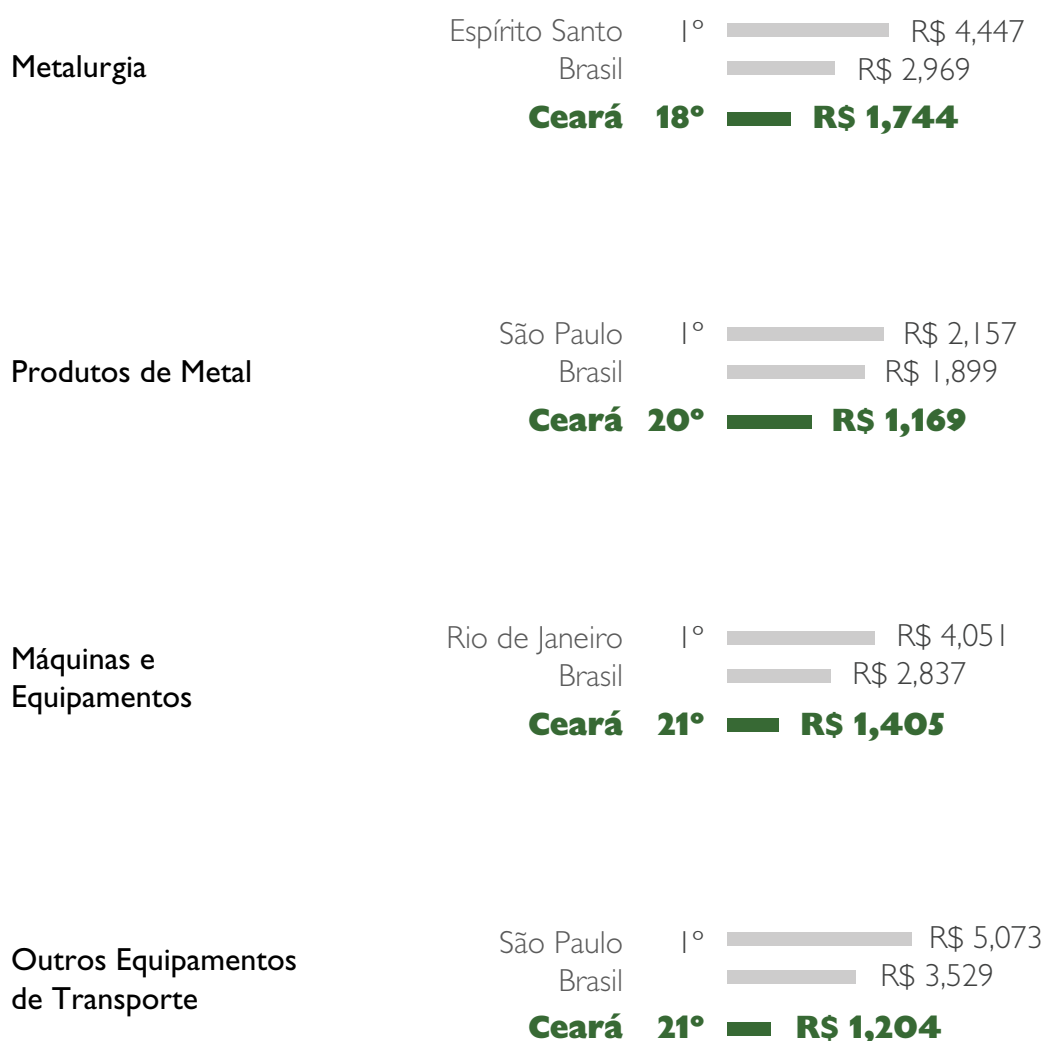 Metalurgia
Espírito Santo 1º R$ 4,447
Brasil R$ 2,969
Ceará 18º R$ 1,744
Produtos de Metal
São Paulo 1º R$ 2,157
Brasil R$ 1,899
Ceará 20º R$ 1,169
Máquinas e
Equipamentos
Rio de Janeiro 1º R$ 4,051
Brasil R$ 2,837
Ceará 21º R$ 1,405
Outros Equipamentos
de Transporte
São Paulo 1º R$ 5,073
Brasil R$ 3,529
Ceará 21º R$ 1,204